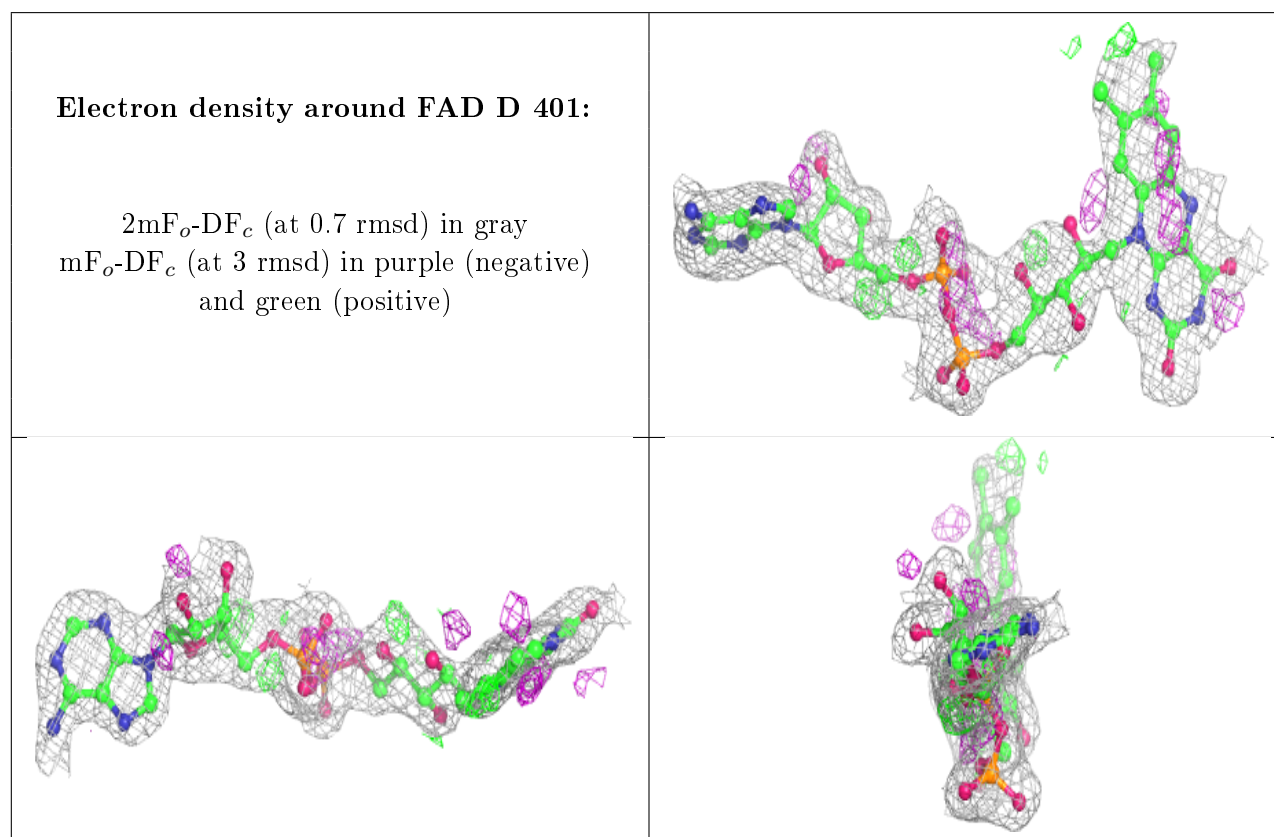 Electron density around FAD D 401:
2mFₒ-DF𝒸 (at 0.7 rmsd) in gray
mFₒ-DF𝒸 (at 3 rmsd) in purple (negative)
and green (positive)